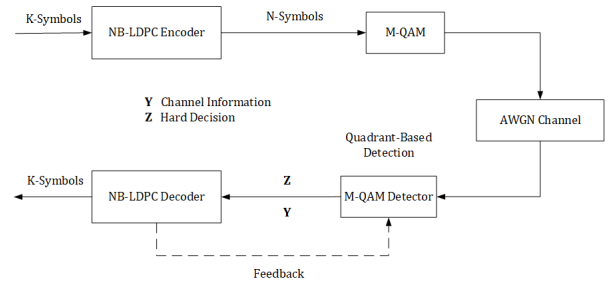 K-Symbols
NB-LDPC Encoder
N-Symbols
M-QAM
Y Channel Information
Z Hard Decision
AWGN Channel
Quadrant-Based
Detection
K-Symbols
NB-LDPC Decoder
Z
Y
M-QAM Detector
Feedback